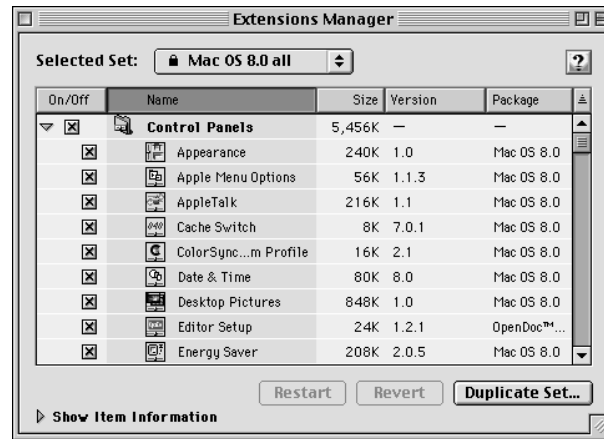 Extensions Manager
Selected Set: Mac OS 8.0 all ?
On/Off Name Size Version Package
Control Panels 5,456K — —
Appearance 240K 1.0 Mac OS 8.0
Apple Menu Options 56K 1.1.3 Mac OS 8.0
AppleTalk 216K 1.1 Mac OS 8.0
Cache Switch 8K 7.0.1 Mac OS 8.0
ColorSync...m Profile 16K 2.1 Mac OS 8.0
Date & Time 80K 8.0 Mac OS 8.0
Desktop Pictures 848K 1.0 Mac OS 8.0
Editor Setup 24K 1.2.1 OpenDoc™...
Energy Saver 208K 2.0.5 Mac OS 8.0
Restart Revert Duplicate Set...
Show Item Information